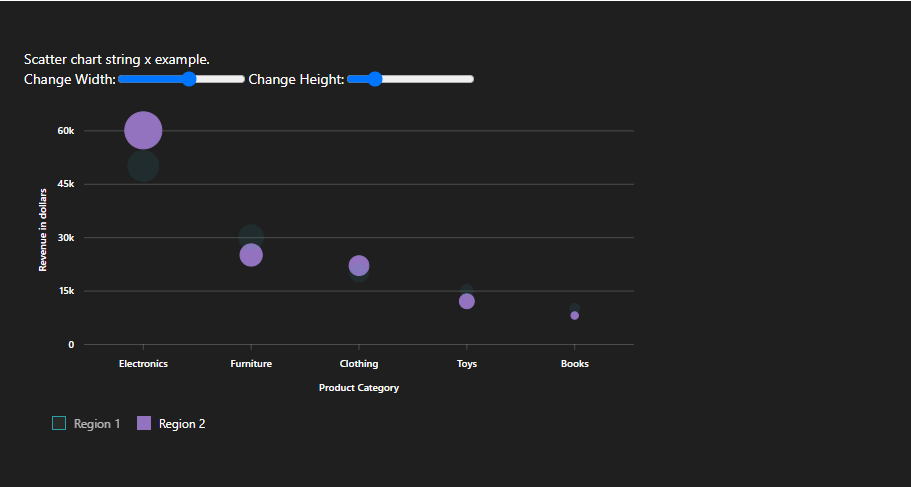 Scatter chart string x example.
Change Width: Change Height:
60k
45k
30k
15k
0
Revenue in dollars
Electronics Furniture Clothing Toys Books
Product Category
Region 1 Region 2